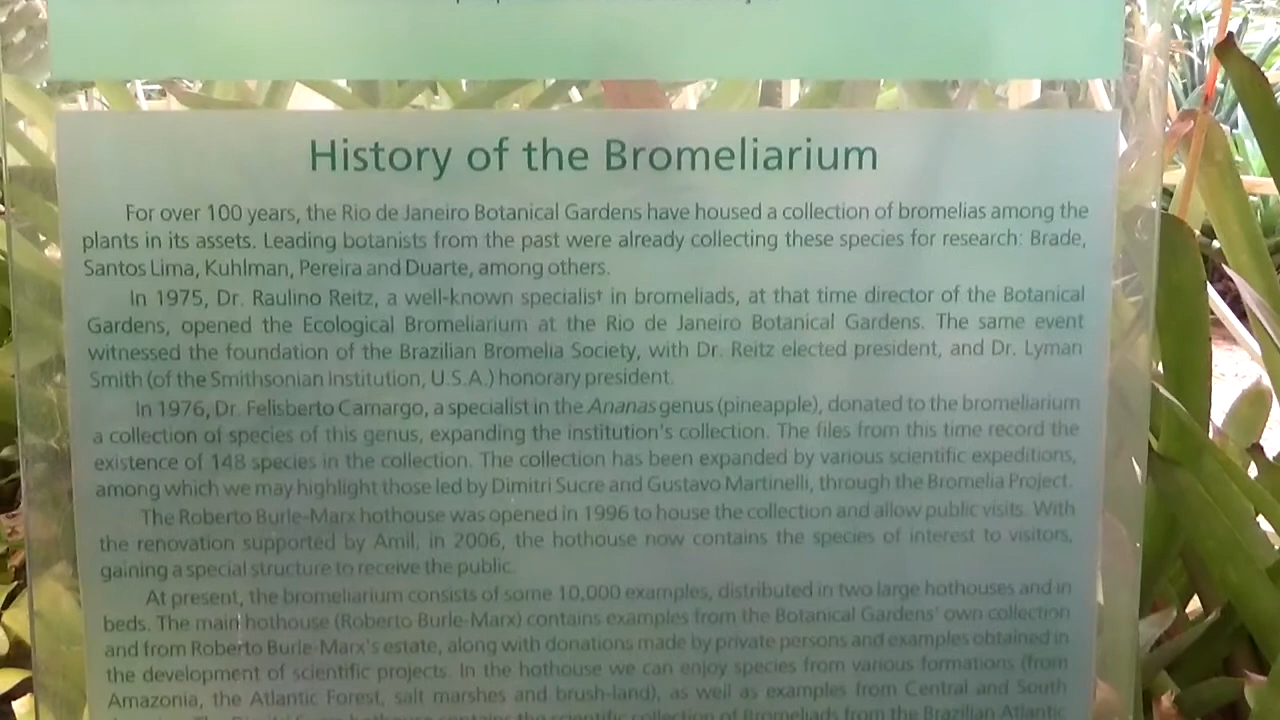 History of the Bromeliarium
For over 100 years, the Rio de Janeiro Botanical Gardens have housed a collection of bromelias among the
plants in its assets. Leading botanists from the past were already collecting these species for research: Brade,
Santos Lima, Kuhlman, Pereira and Duarte, among others.
In 1975, Dr. Raulino Reitz, a well-known specialist in bromeliads, at that time director of the Botanical
Gardens, opened the Ecological Bromeliarium at the Rio de Janeiro Botanical Gardens. The same event
witnessed the foundation of the Brazilian Bromelia Society, with Dr. Reitz elected president, and Dr. Lyman
Smith (of the Smithsonian Institution, U.S.A.) honorary president.
In 1976, Dr. Felisberto Camargo, a specialist in the Ananas genus (pineapple), donated to the bromeliarium
a collection of species of this genus, expanding the institution's collection. The files from this time record the
existence of 148 species in the collection. The collection has been expanded by various scientific expeditions,
among which we may highlight those led by Dimitri Sucre and Gustavo Martinelli, through the Bromelia Project.
The Roberto Burle-Marx hothouse was opened in 1996 to house the collection and allow public visits. With
the renovation supported by Amil, in 2006, the hothouse now contains the species of interest to visitors,
gaining a special structure to receive the public.
At present, the bromeliarium consists of some 10,000 examples, distributed in two large hothouses and in
beds. The main hothouse (Roberto Burle-Marx) contains examples from the Botanical Gardens' own collection
and from Roberto Burle-Marx's estate, along with donations made by private persons and examples obtained in
the development of scientific projects. In the hothouse we can enjoy species from various formations (from
Amazonia, the Atlantic Forest, salt marshes and brush-land), as well as examples from Central and South
hothouse contains the scientific collection of Bromeliads from the Brazilian Atlantic